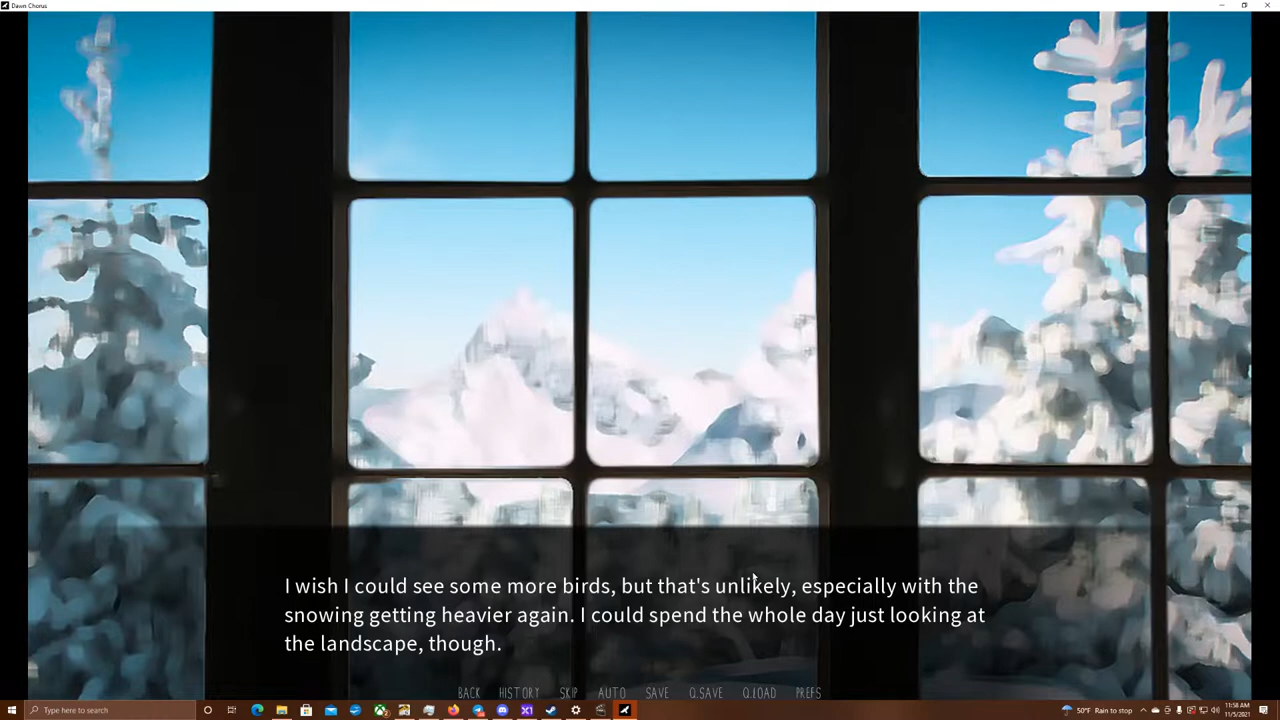 Dawn Chorus
I wish I could see some more birds, but that's unlikely, especially with the
snowing getting heavier again. I could spend the whole day just looking at
the landscape, though.
BACK HISTORY SKIP AUTO SAVE Q.SAVE Q.LOAD PREFS
Type here to search
50°F Rain to stop
11:58 AM
11/5/2021